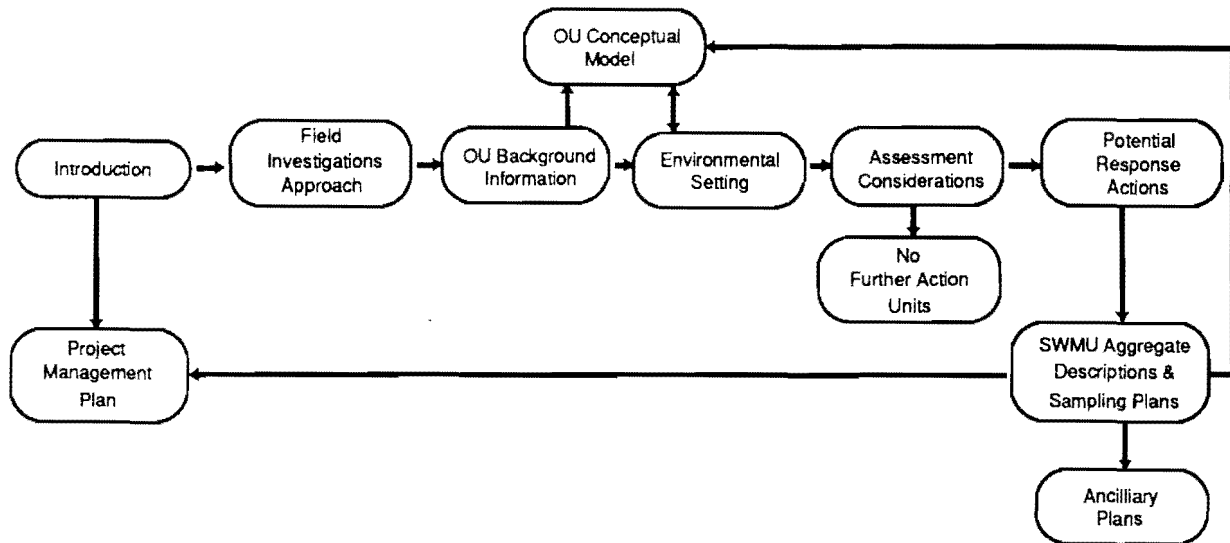 OU Conceptual
Model
Introduction
Field
Investigations
Approach
OU Background
Information
Environmental
Setting
Assessment
Considerations
Potential
Response
Actions
No
Further Action
Units
Project
Management
Plan
SWMU Aggregate
Descriptions &
Sampling Plans
Ancilliary
Plans